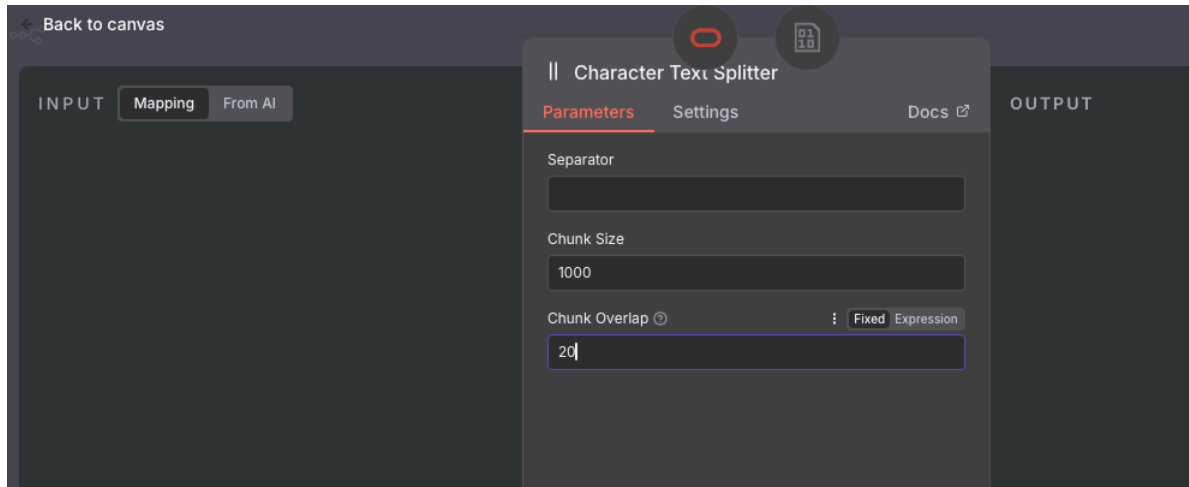 Back to canvas
INPUT Mapping From AI
Character Text Splitter
Parameters Settings Docs
Separator
Chunk Size
1000
Chunk Overlap Fixed Expression
20
OUTPUT